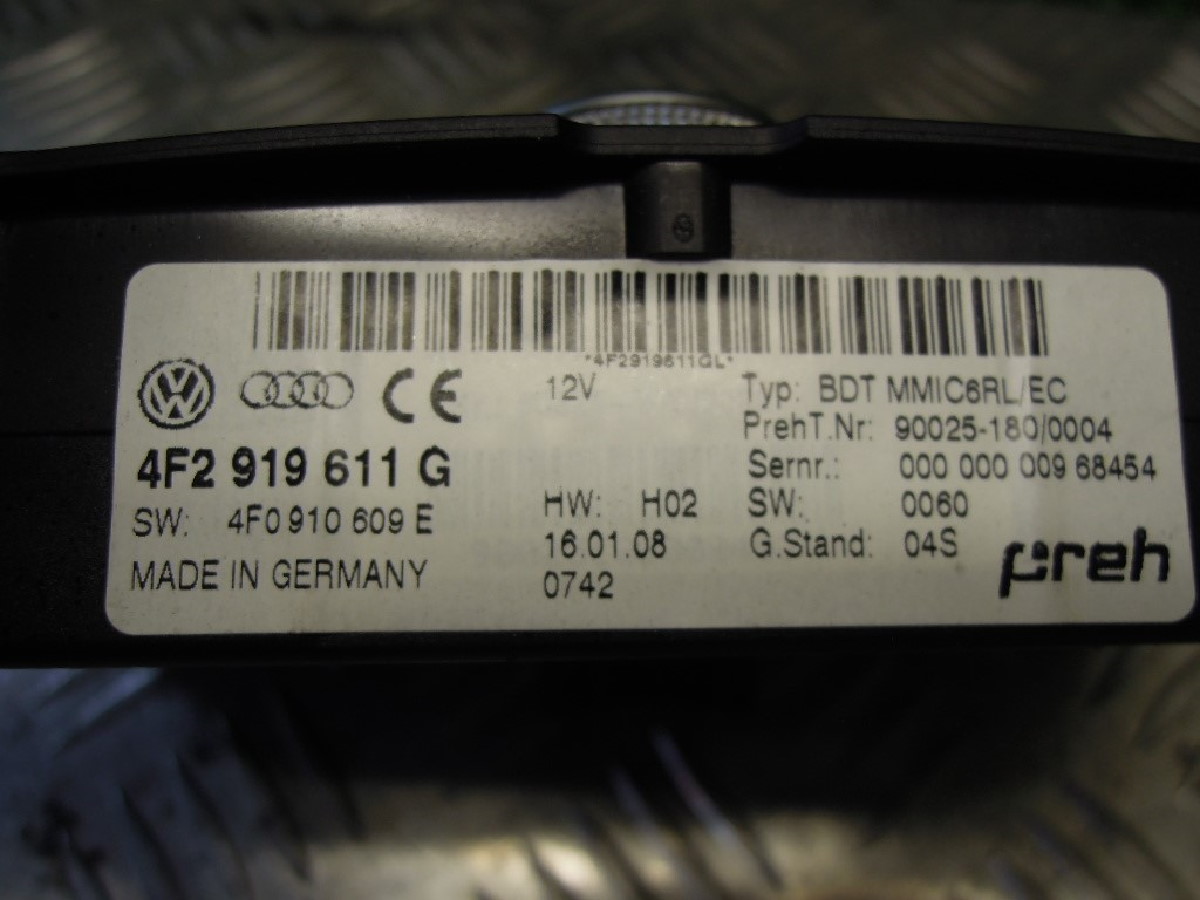 *4F2919611GL*
CE
12V
Typ: BDT MMIC6RL/EC
PrehT.Nr: 90025-180/0004
4F2 919 611 G
Sernr.: 000 000 009 68454
SW: 4F0 910 609 E
HW: H02
SW: 0060
16.01.08
G.Stand: 04S
MADE IN GERMANY
0742
preh